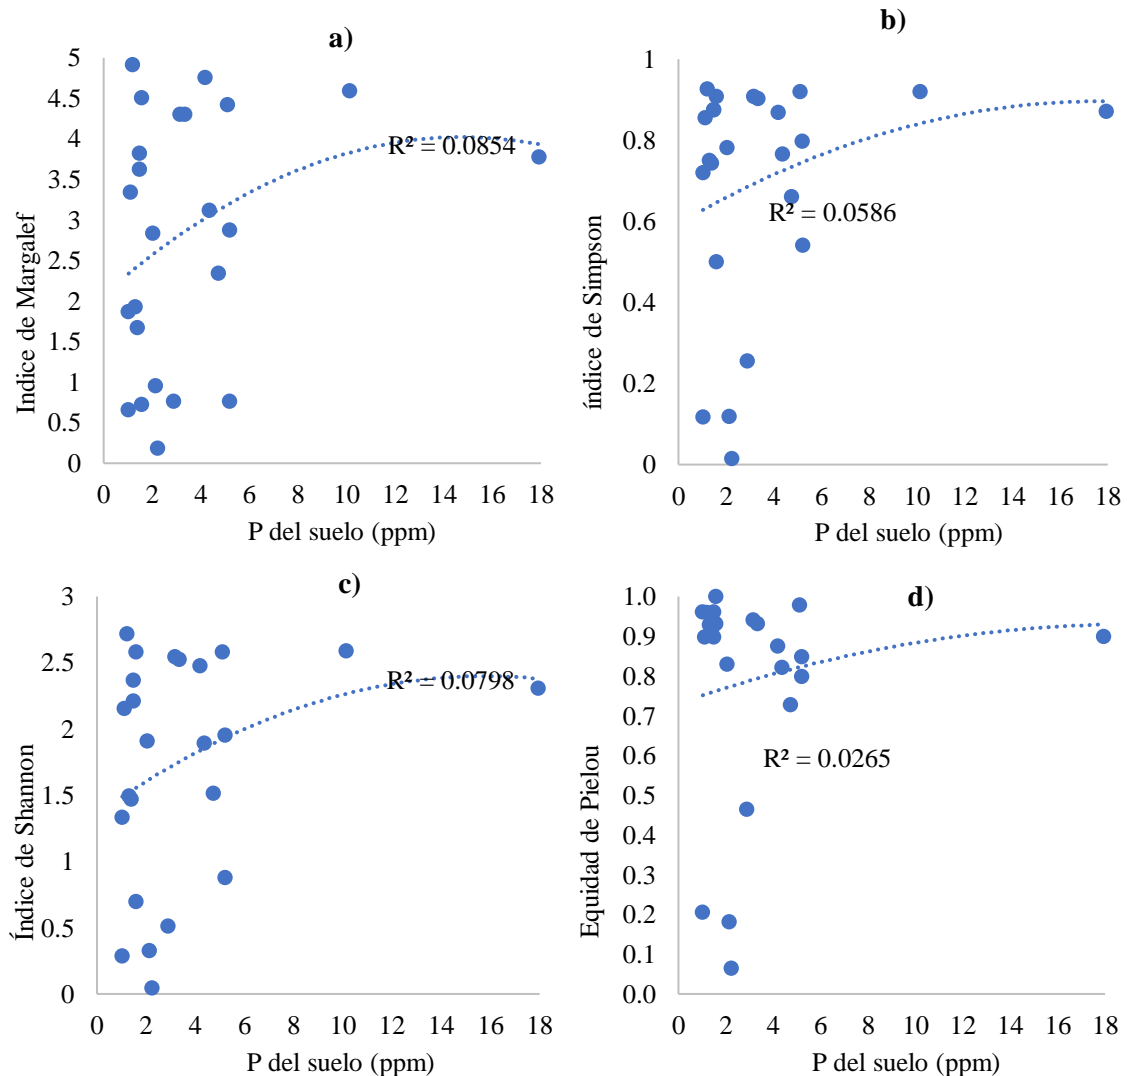 a)
5
4.5
4
3.5
3
2.5
2
1.5
1
0.5
0
Indice de Margalef
R² = 0.0854
0 2 4 6 8 10 12 14 16 18
P del suelo (ppm)
b)
1
0.8
0.6
0.4
0.2
0
índice de Simpson
R² = 0.0586
0 2 4 6 8 10 12 14 16 18
P del suelo (ppm)
c)
3
2.5
2
1.5
1
0.5
0
Índice de Shannon
R² = 0.0798
0 2 4 6 8 10 12 14 16 18
P del suelo (ppm)
d)
1.0
0.9
0.8
0.7
0.6
0.5
0.4
0.3
0.2
0.1
0.0
Equidad de Pielou
R² = 0.0265
0 2 4 6 8 10 12 14 16 18
P del suelo (ppm)